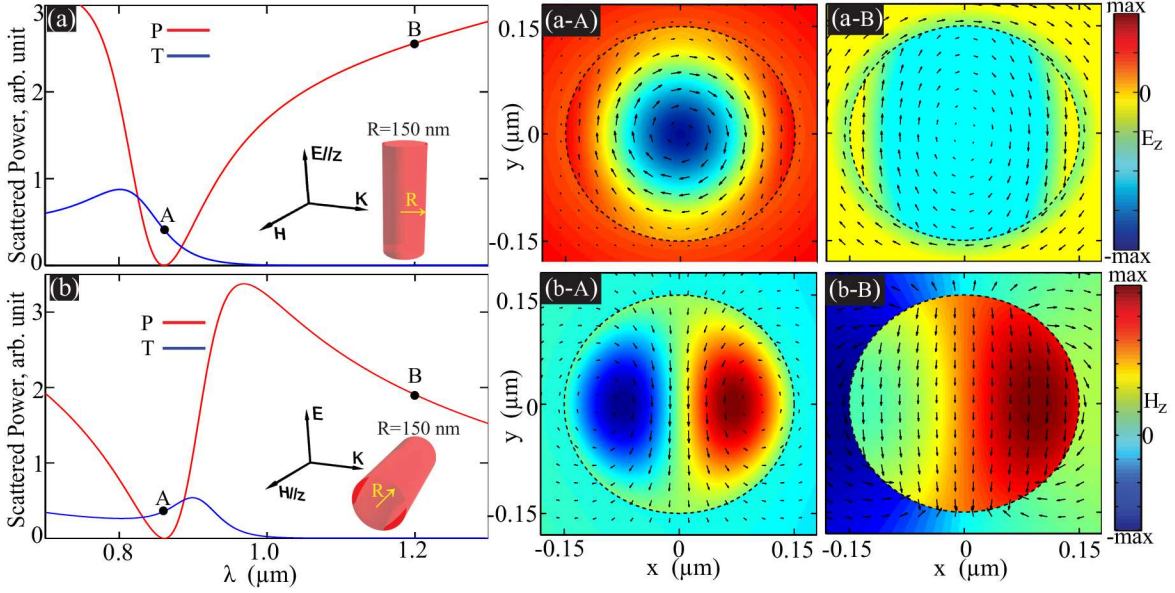 (a)
P
T
3
2
1
0
Scattered Power, arb. unit
A
B
R=150 nm
E//z
K
H
R
(b)
P
T
3
2
1
0
Scattered Power, arb. unit
A
B
R=150 nm
E
K
H//z
R
0.8 1.0 1.2
λ (μm)
(a-A)
0.15
0
-0.15
y (μm)
(a-B)
max
0
E_z
-max
(b-A)
0.15
0
-0.15
y (μm)
-0.15 0 0.15
x (μm)
(b-B)
max
H_z
0
-max
-0.15 0 0.15
x (μm)